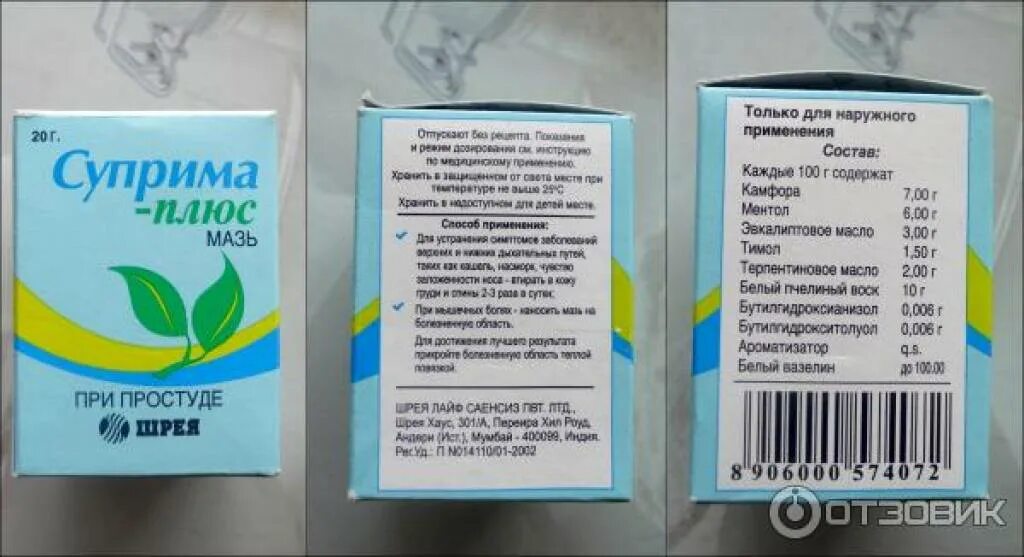 20 Г.
Суприма
-плюс
МАЗЬ
ПРИ ПРОСТУДЕ
ШРЕЯ
Отпускают без рецепта. Показания
и режим дозирования см. инструкцию
по медицинскому применению.
Хранить в защищенном от света месте при
температуре не выше 25°C
Хранить в недоступном для детей месте.
Способ применения:
Для устранения симптомов заболеваний
верхних и нижних дыхательных путей,
таких как кашель, насморк, чувство
заложенности носа - втирать в кожу
груди и спины 2-3 раза в сутки;
При мышечных болях - наносить мазь на
болезненную область.
Для достижения лучшего результата
прикройте болезненную область теплой
повязкой.
ШРЕЯ ЛАЙФ САЕНСИЗ ПВТ. ЛТД.,
Шрея Хаус, 301/А, Переира Хил Роуд,
Андери (Ист.), Мумбай - 400099, Индия.
Рег.Уд.: П N014110/01-2002
Только для наружного
применения
Состав:
Каждые 100 г содержат
Камфора 7,00 г
Ментол 6,00 г
Эвкалиптовое масло 3,00 г
Тимол 1,50 г
Терпентиновое масло 2,00 г
Белый пчелиный воск 10 г
Бутилгидроксианизол 0,006 г
Бутилгидрокситолуол 0,006 г
Ароматизатор q.s.
Белый вазелин до 100.00
8 906000 574072
ОТЗОВИК